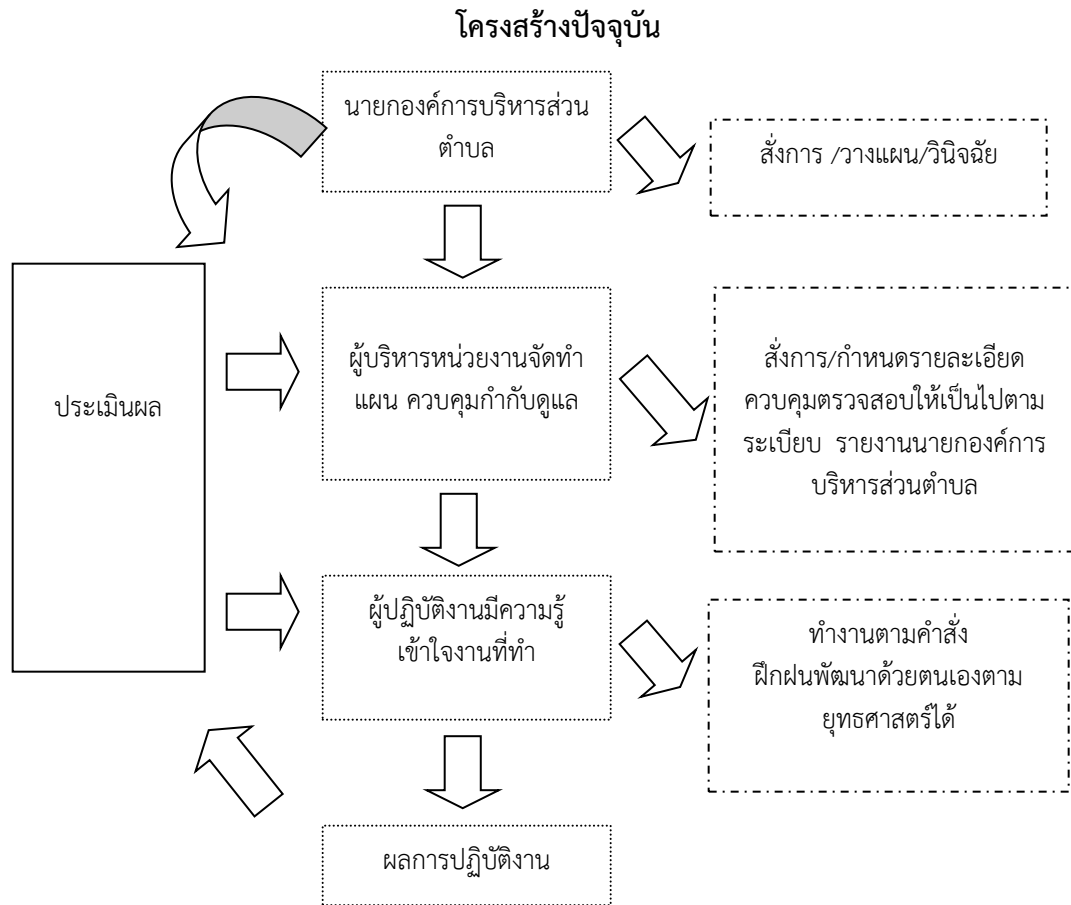 โครงสร้างปัจจุบัน
นายกองค์การบริหารส่วน
ตำบล
สั่งการ /วางแผน/วินิจฉัย
ประเมินผล
ผู้บริหารหน่วยงานจัดทำ
แผน ควบคุมกำกับดูแล
สั่งการ/กำหนดรายละเอียด
ควบคุมตรวจสอบให้เป็นไปตาม
ระเบียบ รายงานนายกองค์การ
บริหารส่วนตำบล
ผู้ปฏิบัติงานมีความรู้
เข้าใจงานที่ทำ
ทำงานตามคำสั่ง
ฝึกฝนพัฒนาด้วยตนเองตาม
ยุทธศาสตร์ได้
ผลการปฏิบัติงาน